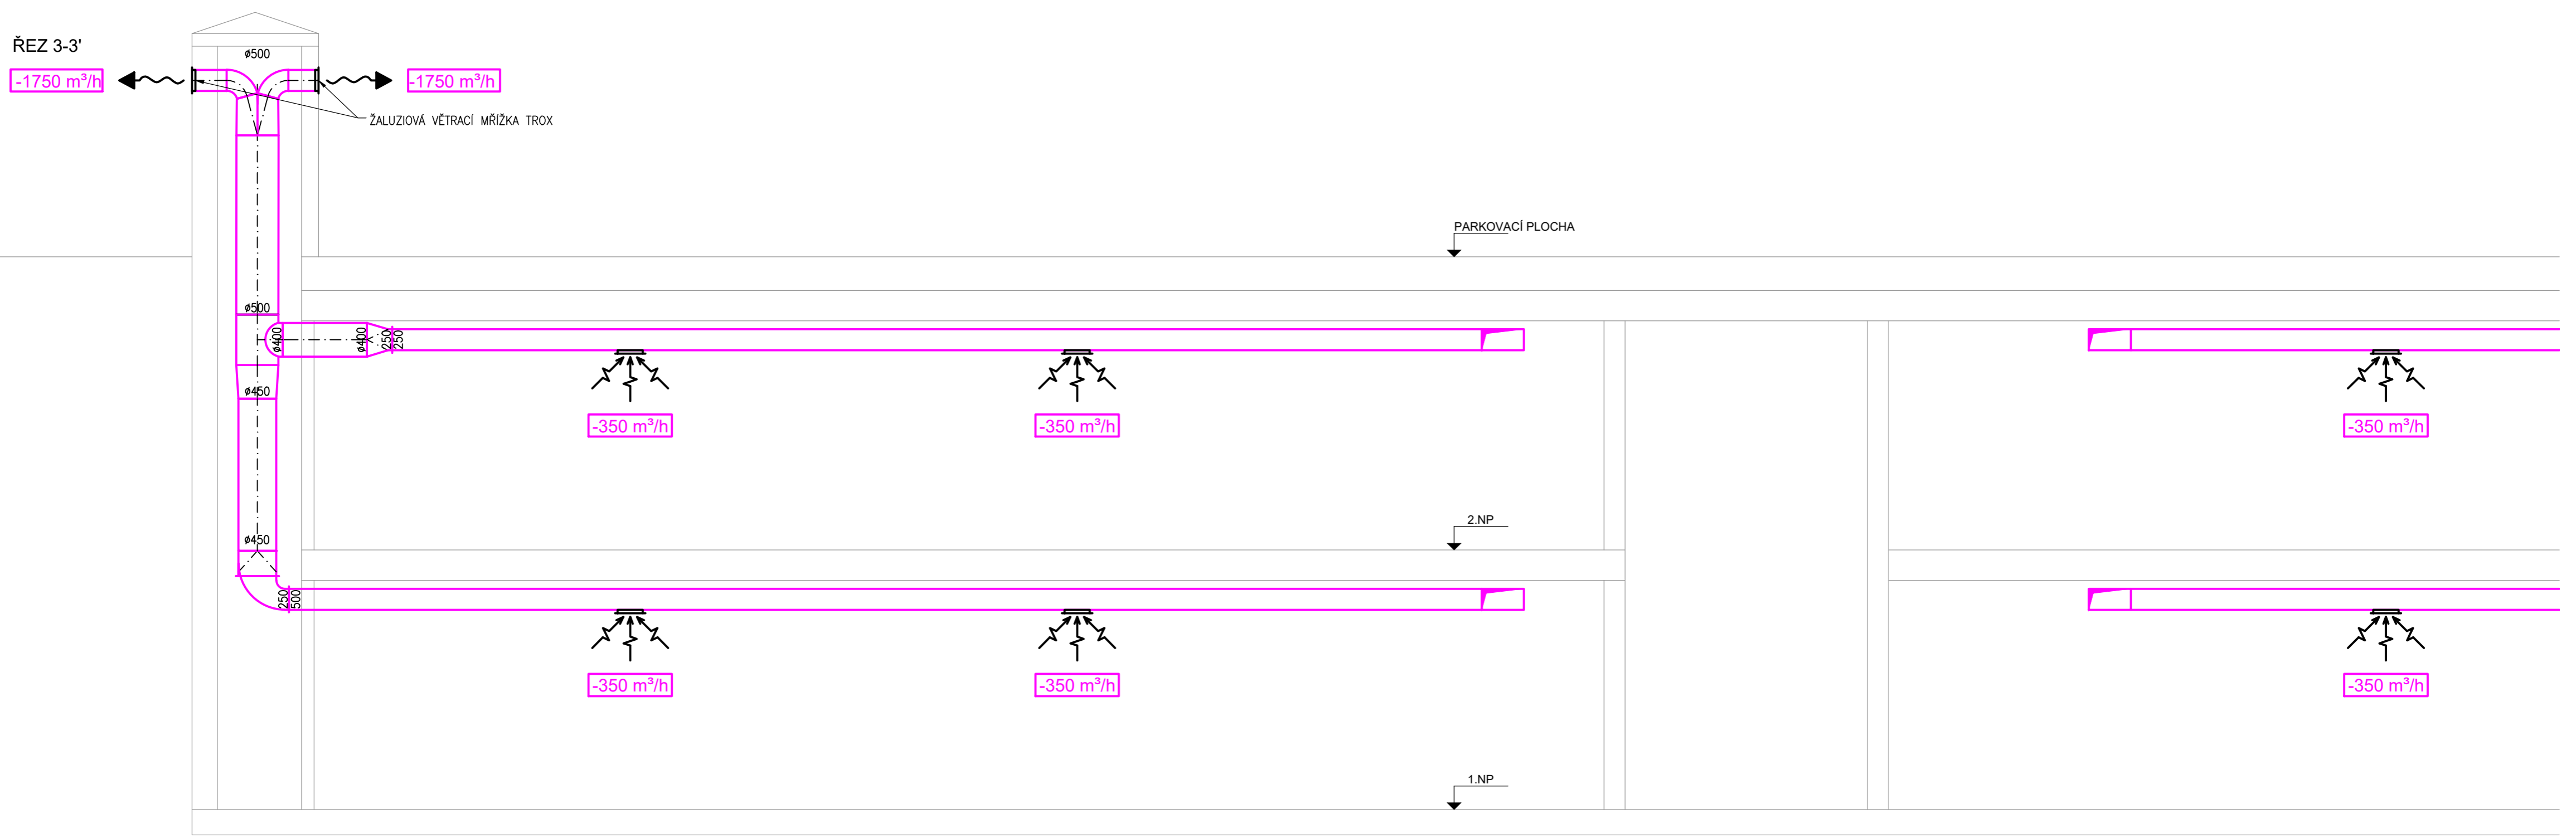 ŘEZ 3-3'
ø500
-1750 m³/h
-1750 m³/h
ŽALUZIOVÁ VĚTRACÍ MŘÍŽKA TROX
PARKOVACÍ PLOCHA
ø500
ø400
ø400
250
250
ø450
-350 m³/h
-350 m³/h
-350 m³/h
2.NP
ø450
250
500
-350 m³/h
-350 m³/h
-350 m³/h
1.NP